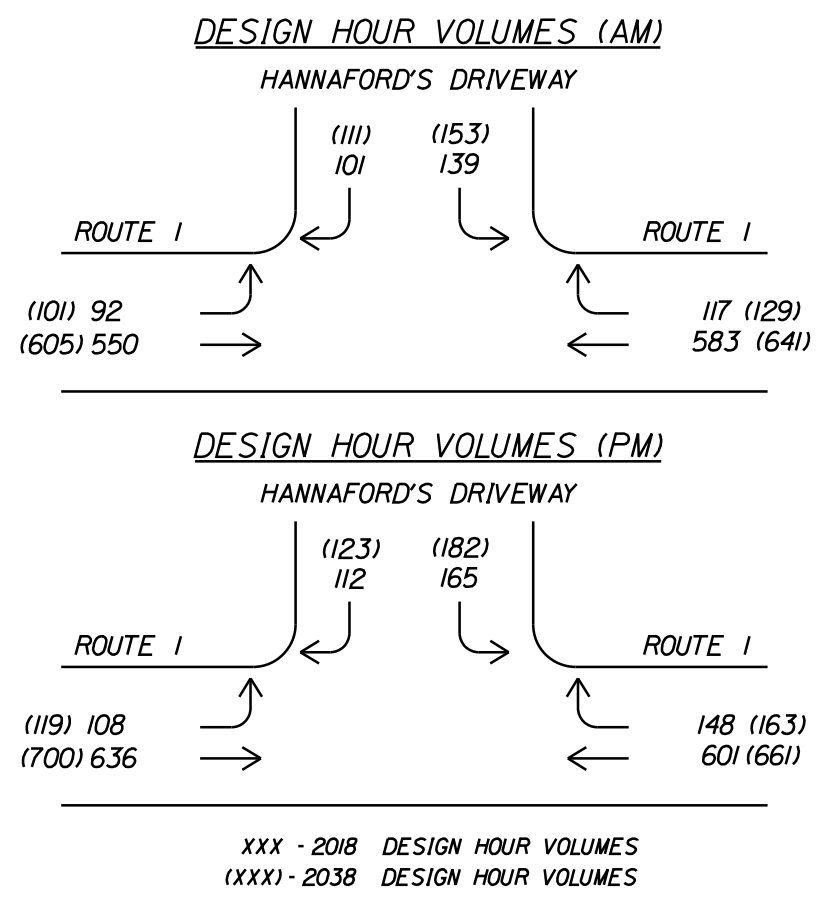 DESIGN HOUR VOLUMES (AM)
HANNAFORD'S DRIVEWAY
(111) (153)
101 139
ROUTE 1 ROUTE 1
(101) 92 117 (129)
(605) 550 583 (641)
DESIGN HOUR VOLUMES (PM)
HANNAFORD'S DRIVEWAY
(123) (182)
112 165
ROUTE 1 ROUTE 1
(119) 108 148 (163)
(700) 636 601 (661)
XXX - 2018 DESIGN HOUR VOLUMES
(XXX) - 2038 DESIGN HOUR VOLUMES